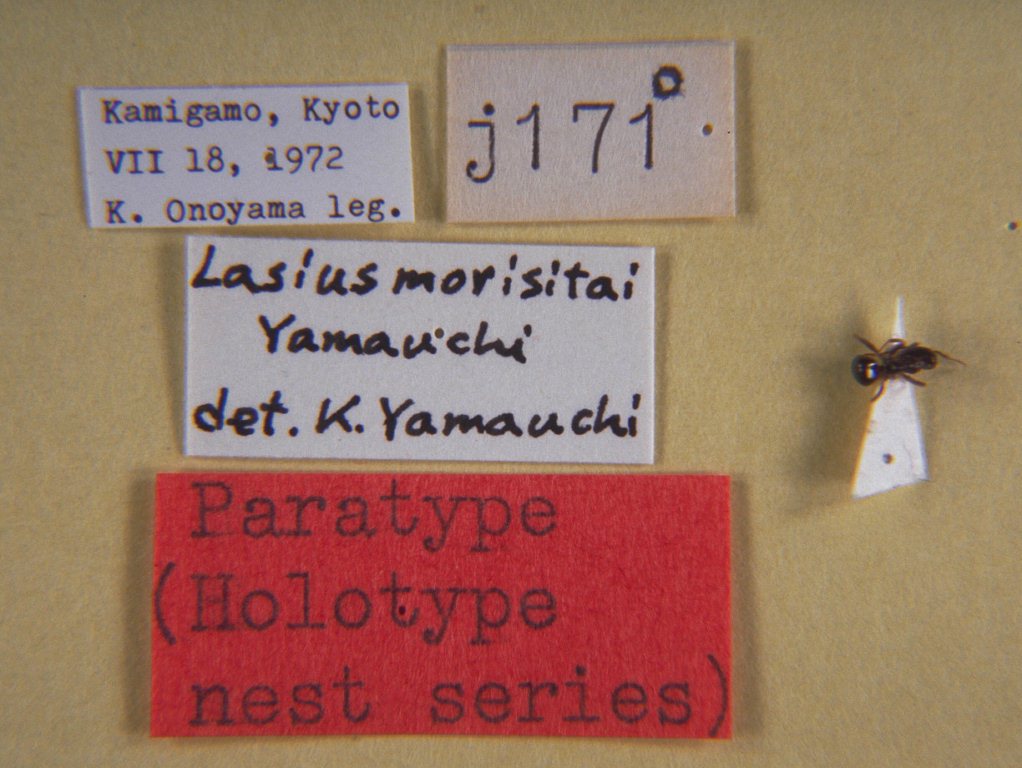 Kamigamo, Kyoto
VII 18, 1972
K. Onoyama leg.
j171
Lasius morisitai
Yamauchi
det. K. Yamauchi
Paratype
(Holotype
nest series)